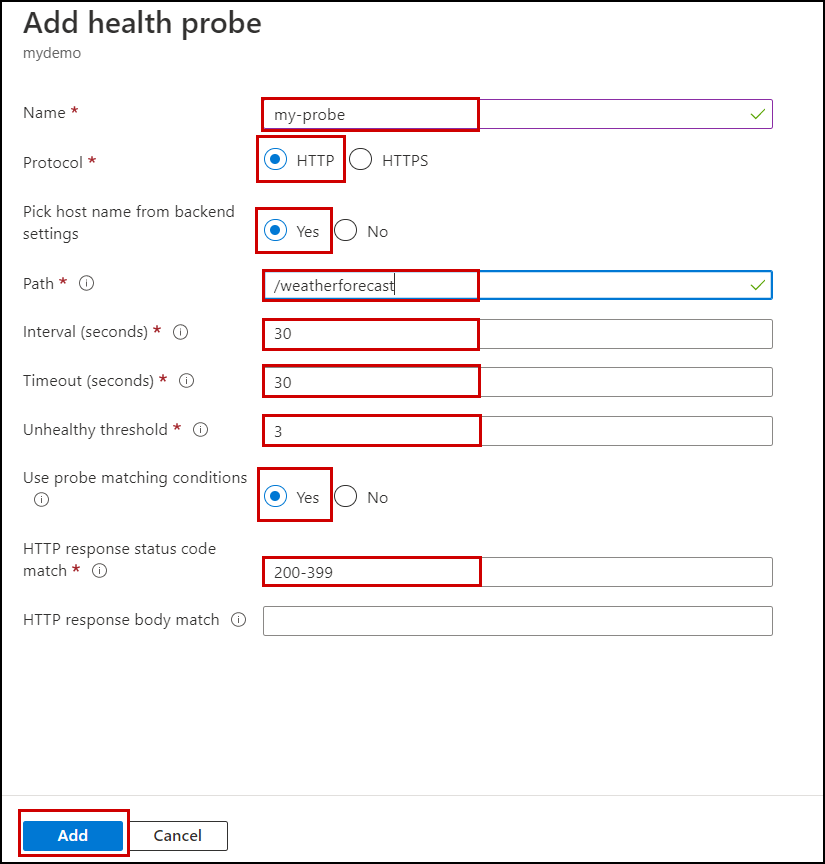 Add health probe
mydemo
Name *
my-probe
Protocol *
HTTP
HTTPS
Pick host name from backend
settings
Yes
No
Path *
/weatherforecast
Interval (seconds) *
30
Timeout (seconds) *
30
Unhealthy threshold *
3
Use probe matching conditions
Yes
No
HTTP response status code
match *
200-399
HTTP response body match
Add
Cancel